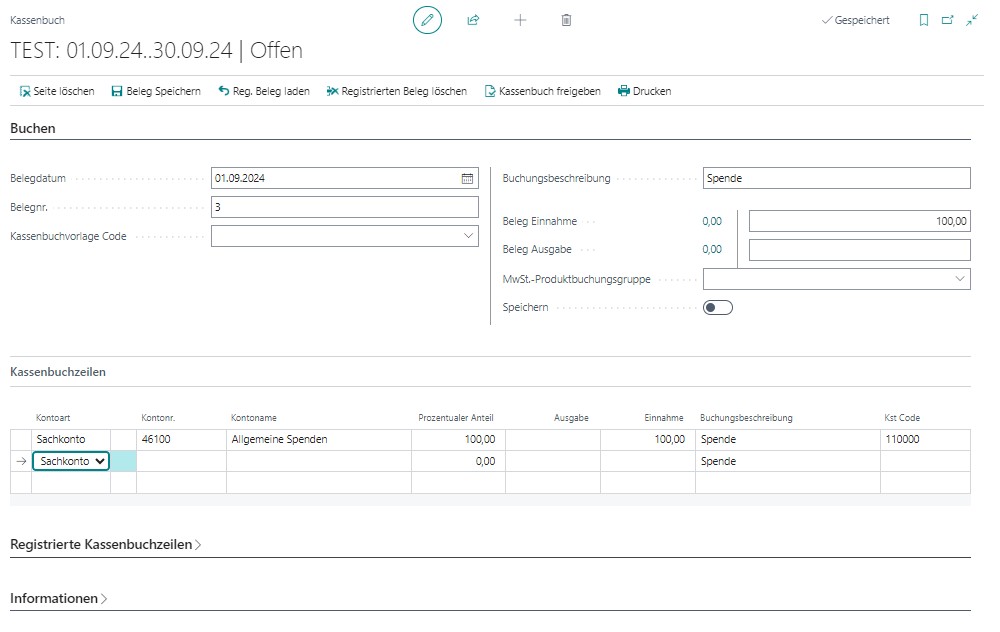 Kassenbuch
Gespeichert
TEST: 01.09.24..30.09.24 | Offen
Seite löschen Beleg Speichern Reg. Beleg laden Registrierten Beleg löschen Kassenbuch freigeben Drucken
Buchen
Belegdatum 01.09.2024
Belegnr. 3
Kassenbuchvorlage Code
Buchungsbeschreibung Spende
Beleg Einnahme 0,00 100,00
Beleg Ausgabe 0,00
MwSt.-Produktbuchungsgruppe
Speichern
Kassenbuchzeilen
Kontoart Kontonr. Kontoname Prozentualer Anteil Ausgabe Einnahme Buchungsbeschreibung Kst Code
Sachkonto 46100 Allgemeine Spenden 100,00 100,00 Spende 110000
Sachkonto 0,00 Spende
Registrierte Kassenbuchzeilen
Informationen